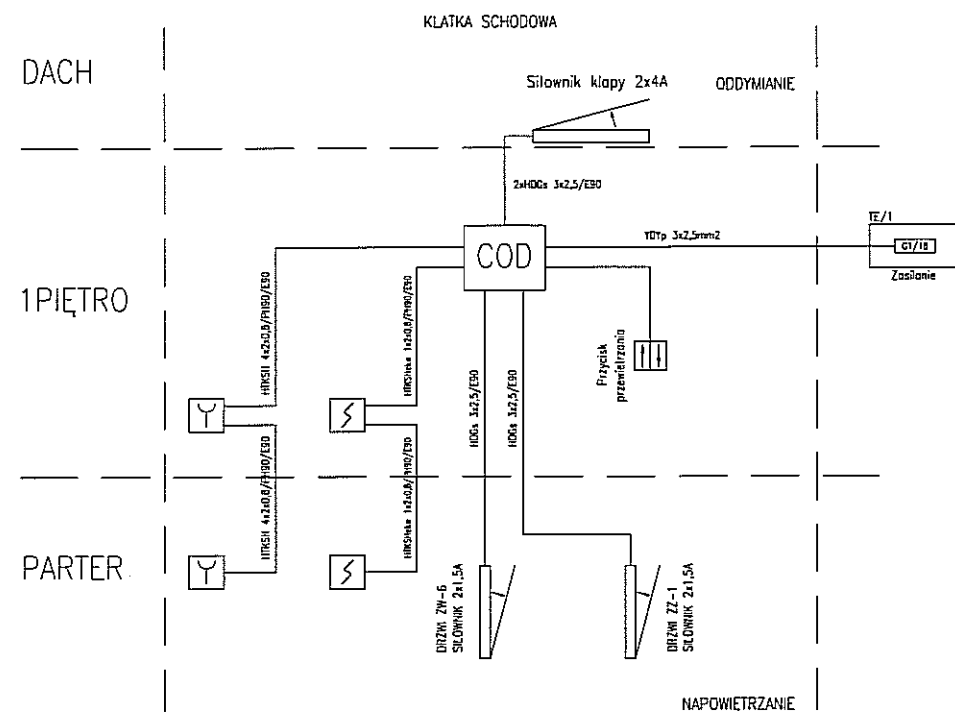 KLATKA SCHODOWA
DACH
Siłownik klapy 2x4A
ODDYMIANIE
2xHDGs 3x2,5/E90
TE/1
COD
YDYp 3x2,5mm2
Zasilanie
1PIĘTRO
HTKSH 4x2x0,8/PH90/E90
HTKSHekw 1x2x0,8/PH90/E90
HDGs 3x2,5/E90
HDGs 3x2,5/E90
Przycisk
przewietrzania
HTKSH 4x2x0,8/PH90/E90
HTKSHekw 1x2x0,8/PH90/E90
PARTER
DRZWI ZW-6
SIŁOWNIK 2x1,5A
DRZWI ZZ-1
SIŁOWNIK 2x1,5A
NAPOWIĘTRZANIE